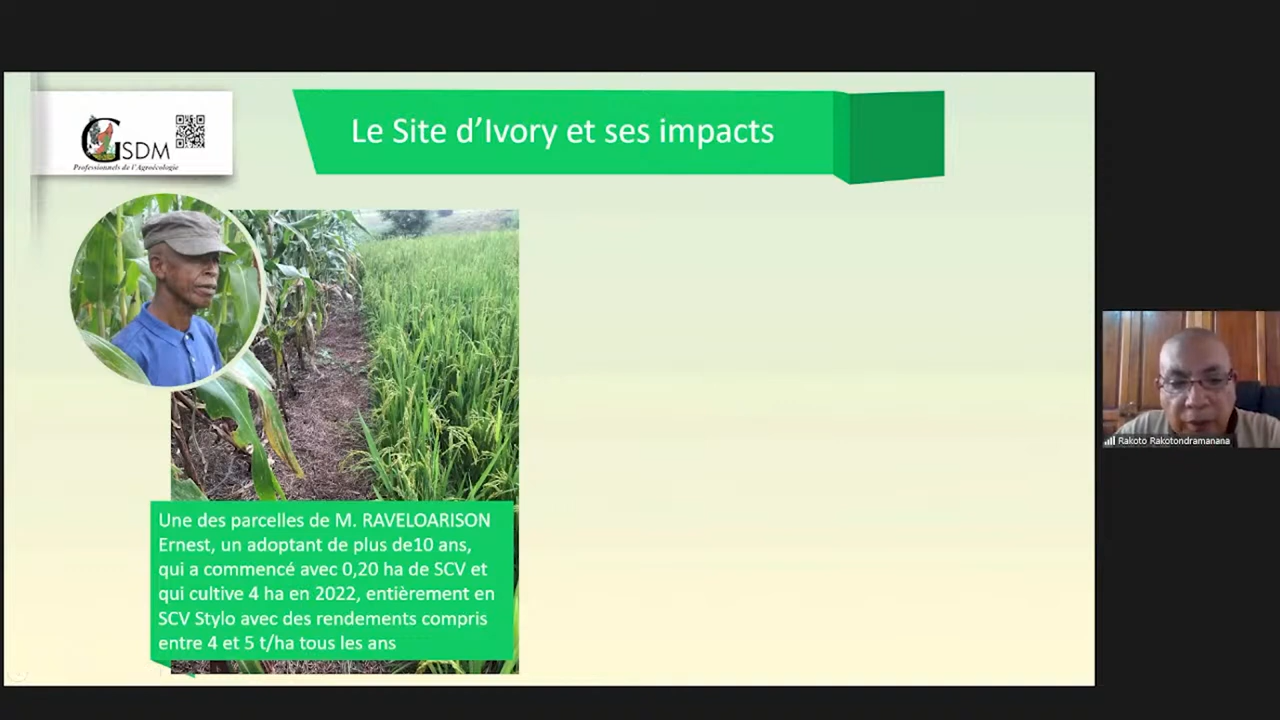 Le Site d'Ivory et ses impacts
GSDM
Professionnels de l'Agroécologie
Une des parcelles de M. RAVELOARISON
Ernest, un adoptant de plus de10 ans,
qui a commencé avec 0,20 ha de SCV et
qui cultive 4 ha en 2022, entièrement en
SCV Stylo avec des rendements compris
entre 4 et 5 t/ha tous les ans
Rakoto Rakotondramanana